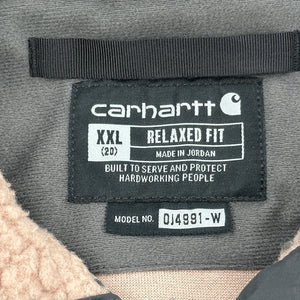 carhartt
XXL
(20)
RELAXED FIT
MADE IN JORDAN
BUILT TO SERVE AND PROTECT
HARDWORKING PEOPLE
MODEL NO. OJ4991-W